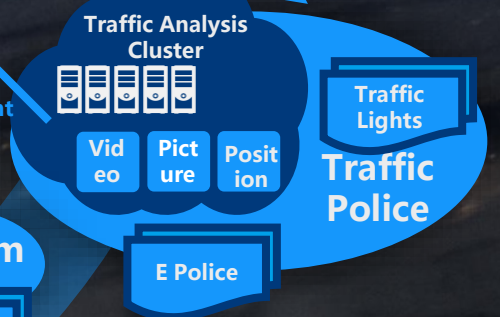 Traffic Analysis
Cluster
Vid
eo
Pict
ure
Posit
ion
Traffic
Lights
Traffic
Police
E Police